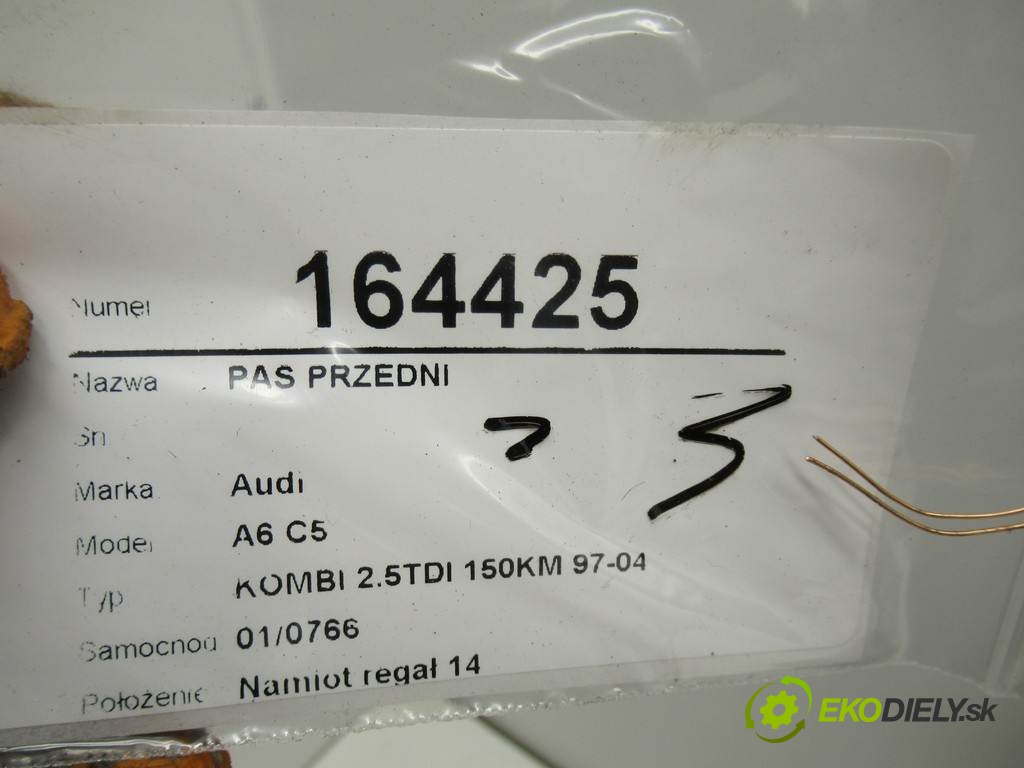 Numer 164425
Nazwa PAS PRZEDNI
Sn
Marka Audi
Model A6 C5
Typ KOMBI 2.5TDI 150KM 97-04
Samochod 01/0766
Położenie Namiot regał 14
EKODIELY.sk